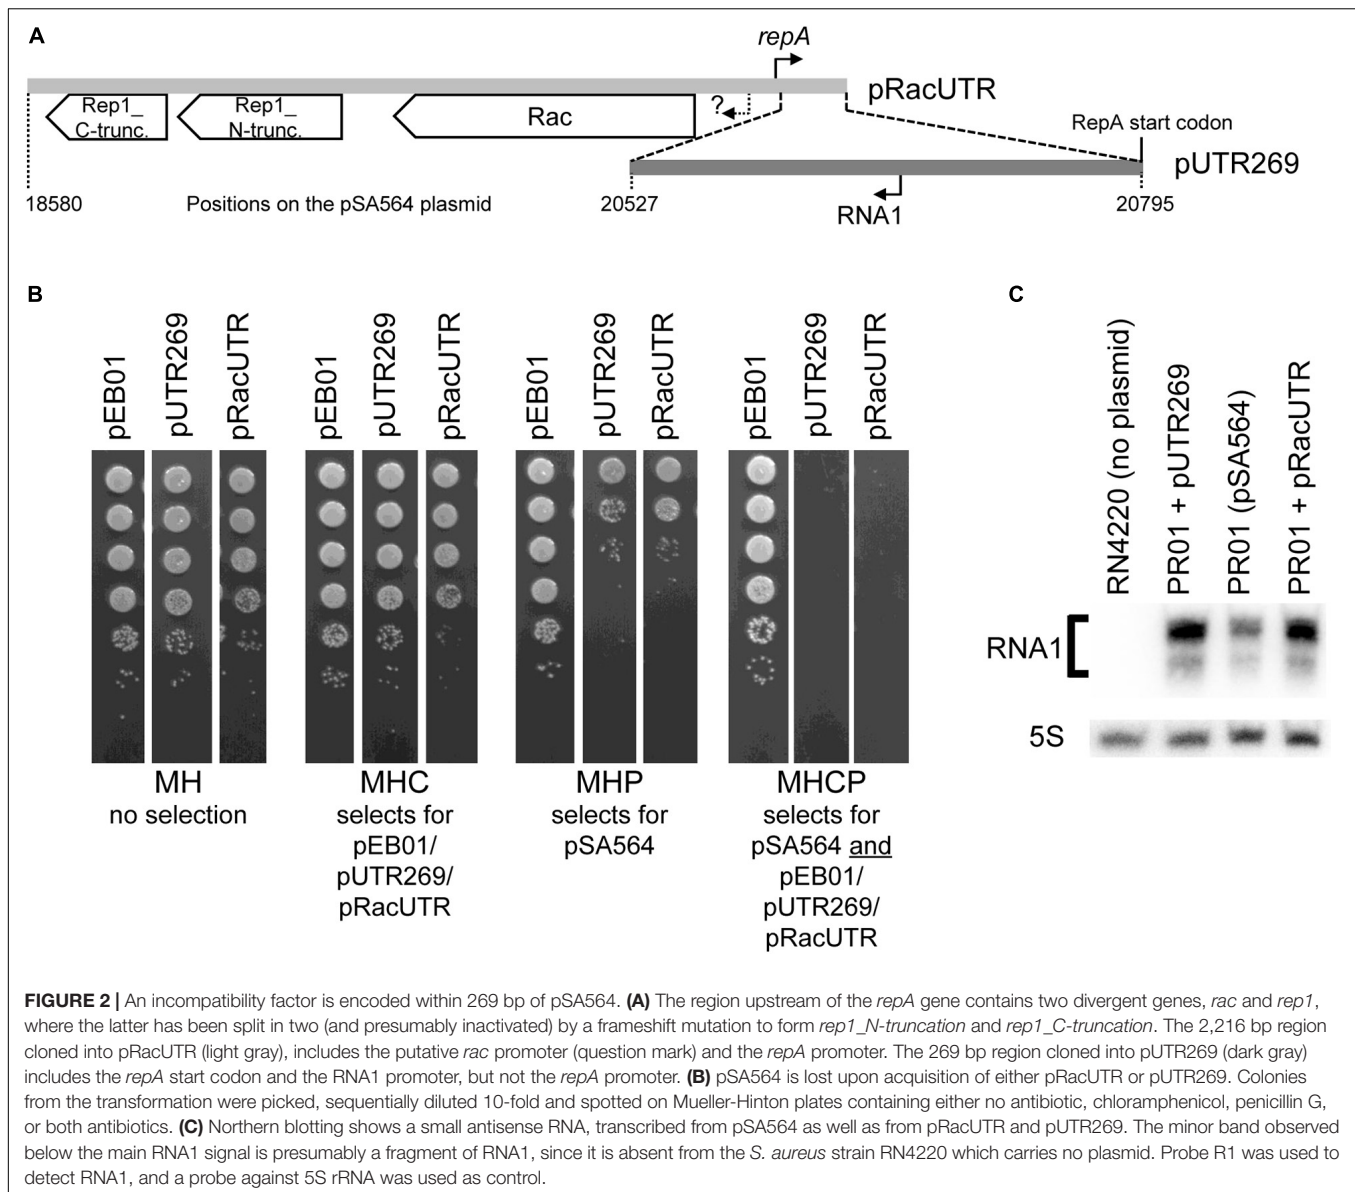 A
repA
pRacUTR
Rep1_
C-trunc.
Rep1_
N-trunc.
Rac
?
RepA start codon
pUTR269
18580
Positions on the pSA564 plasmid
20527
RNA1
20795
B
pEB01
pUTR269
pRacUTR
pEB01
pUTR269
pRacUTR
pEB01
pUTR269
pRacUTR
pEB01
pUTR269
pRacUTR
MH
no selection
MHC
selects for
pEB01/
pUTR269/
pRacUTR
MHP
selects for
pSA564
MHCP
selects for
pSA564 and
pEB01/
pUTR269/
pRacUTR
C
RN4220 (no plasmid)
PR01 + pUTR269
PR01 (pSA564)
PR01 + pRacUTR
RNA1
5S
FIGURE 2 | An incompatibility factor is encoded within 269 bp of pSA564. (A) The region upstream of the repA gene contains two divergent genes, rac and rep1,
where the latter has been split in two (and presumably inactivated) by a frameshift mutation to form rep1_N-truncation and rep1_C-truncation. The 2,216 bp region
cloned into pRacUTR (light gray), includes the putative rac promoter (question mark) and the repA promoter. The 269 bp region cloned into pUTR269 (dark gray)
includes the repA start codon and the RNA1 promoter, but not the repA promoter. (B) pSA564 is lost upon acquisition of either pRacUTR or pUTR269. Colonies
from the transformation were picked, sequentially diluted 10-fold and spotted on Mueller-Hinton plates containing either no antibiotic, chloramphenicol, penicillin G,
or both antibiotics. (C) Northern blotting shows a small antisense RNA, transcribed from pSA564 as well as from pRacUTR and pUTR269. The minor band observed
below the main RNA1 signal is presumably a fragment of RNA1, since it is absent from the S. aureus strain RN4220 which carries no plasmid. Probe R1 was used to
detect RNA1, and a probe against 5S rRNA was used as control.